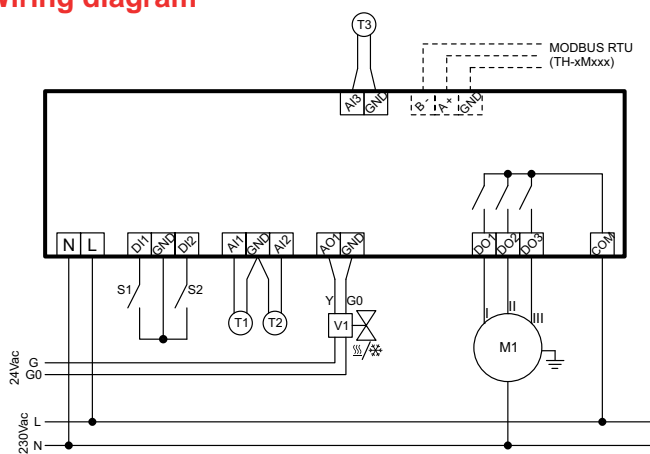 wiring diagram
T3
MODBUS RTU
(TH-xMxxx)
AI3 GND B - A + GND
N L DI1 GND DI2 AI1 GND AI2 AO1 GND DO1 DO2 DO3 COM
S1 S2 Y G0 I II III
T1 T2 V1 M1
24Vac G
G0
230Vac L
N